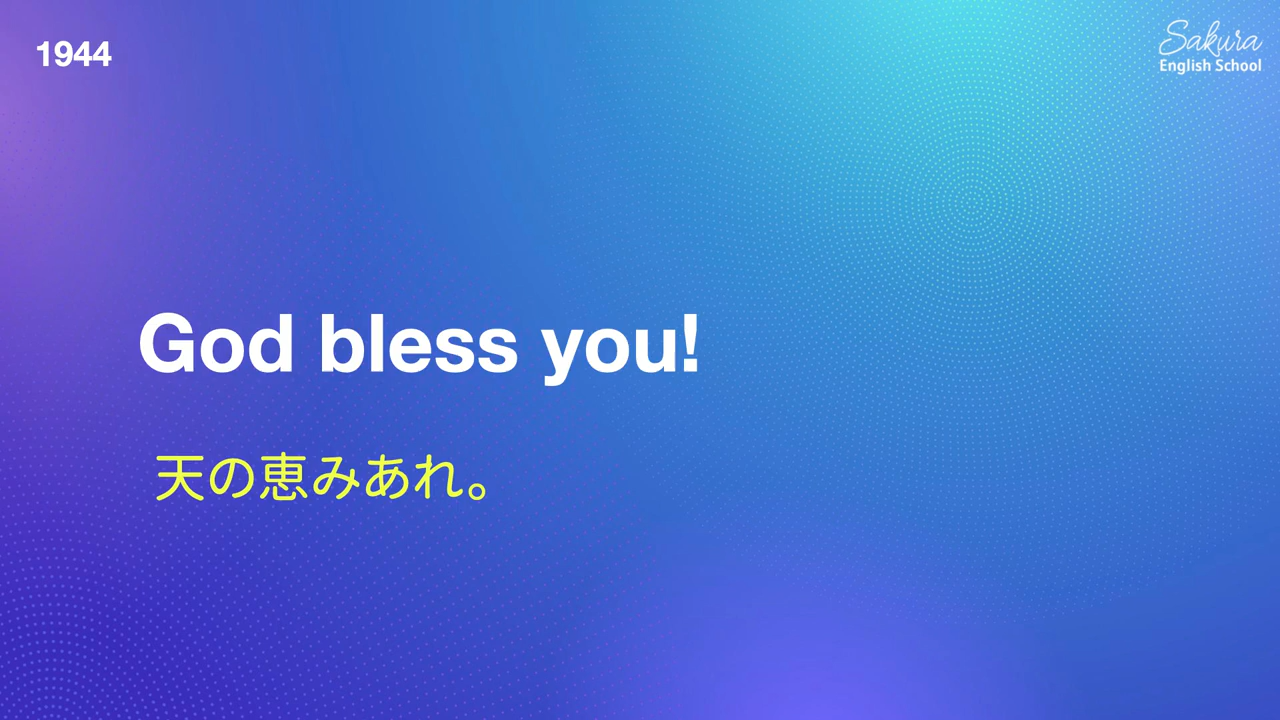 1944
Sakura
English School
God bless you!
天の恵みあれ。